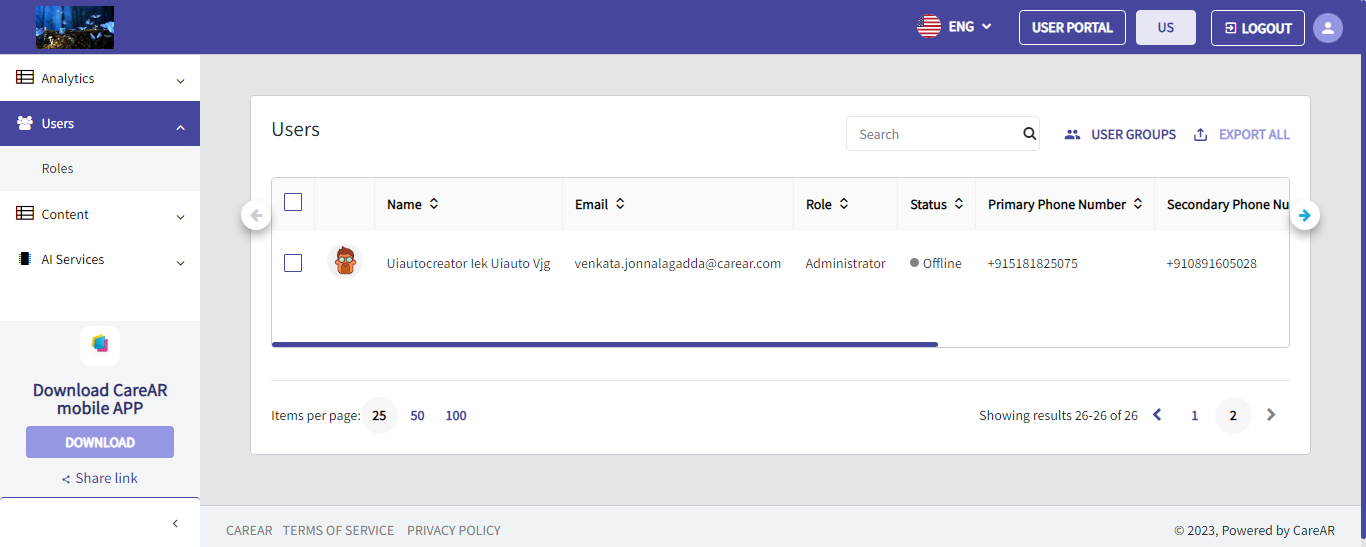 ENG
USER PORTAL
US
LOGOUT
Analytics
Users
Roles
Content
AI Services
Download CareAR
mobile APP
DOWNLOAD
Share link
Users
Search
USER GROUPS
EXPORT ALL
Name Email Role Status Primary Phone Number Secondary Phone Nu
Uiautocreator Iek Uiauto Vjg venkata.jonnalagadda@carear.com Administrator Offline +915181825075 +910891605028
Items per page: 25 50 100
Showing results 26-26 of 26 1 2
CAREAR TERMS OF SERVICE PRIVACY POLICY
© 2023, Powered by CareAR